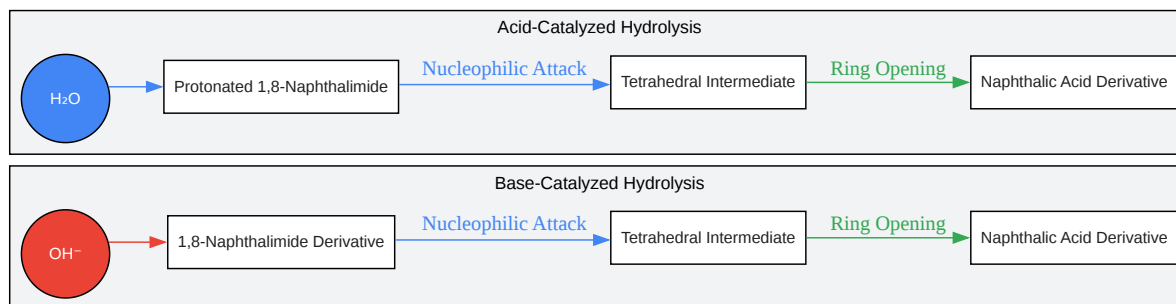 Acid-Catalyzed Hydrolysis
H₂O
Protonated 1,8-Naphthalimide
Nucleophilic Attack
Tetrahedral Intermediate
Ring Opening
Naphthalic Acid Derivative
Base-Catalyzed Hydrolysis
OH⁻
1,8-Naphthalimide Derivative
Nucleophilic Attack
Tetrahedral Intermediate
Ring Opening
Naphthalic Acid Derivative